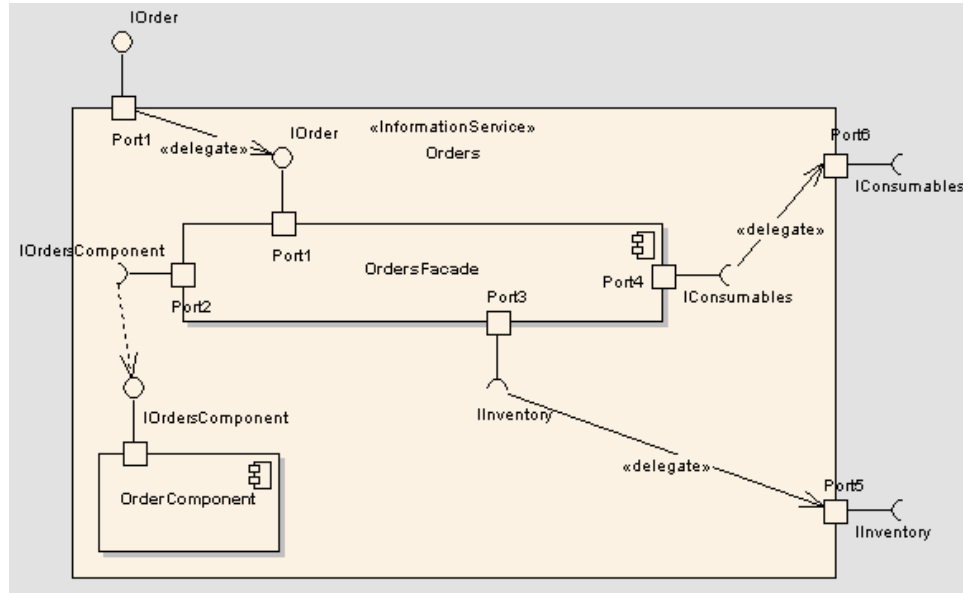 IOrder
Port1
«InformationService»
Orders
«delegate»
IOrder
Port6
IConsumables
Port1
«delegate»
IOrdersComponent
OrdersFacade
Port2
Port3
Port4
IConsumables
IOrdersComponent
IInventory
«delegate»
OrderComponent
Port5
IInventory